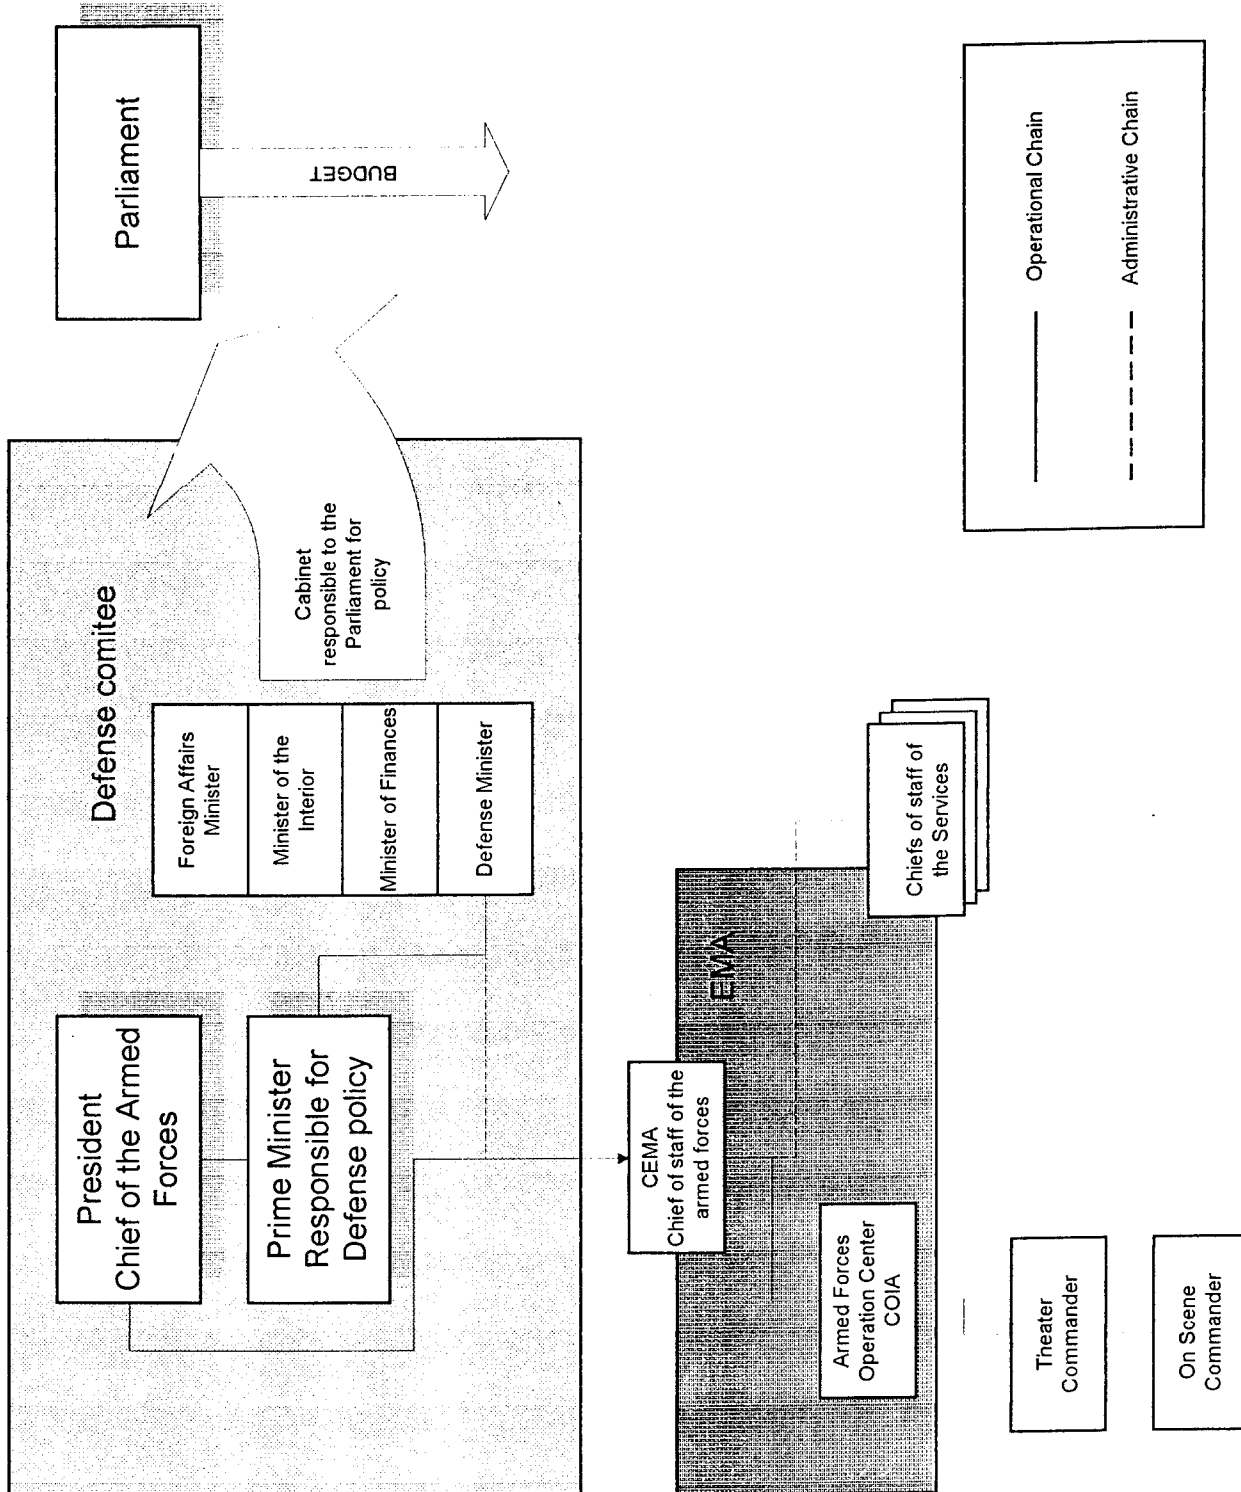 Parliament
BUDGET
Defense comitee
Cabinet
responsible to the
Parliament for
policy
Foreign Affairs
Minister
Minister of the
Interior
Minister of Finances
Defense Minister
President
Chief of the Armed
Forces
Prime Minister
Responsible for
Defense policy
EMA
CEMA
Chief of staff of the
armed forces
Chiefs of staff of
the Services
Armed Forces
Operation Center
COIA
Theater
Commander
On Scene
Commander
Operational Chain
Administrative Chain